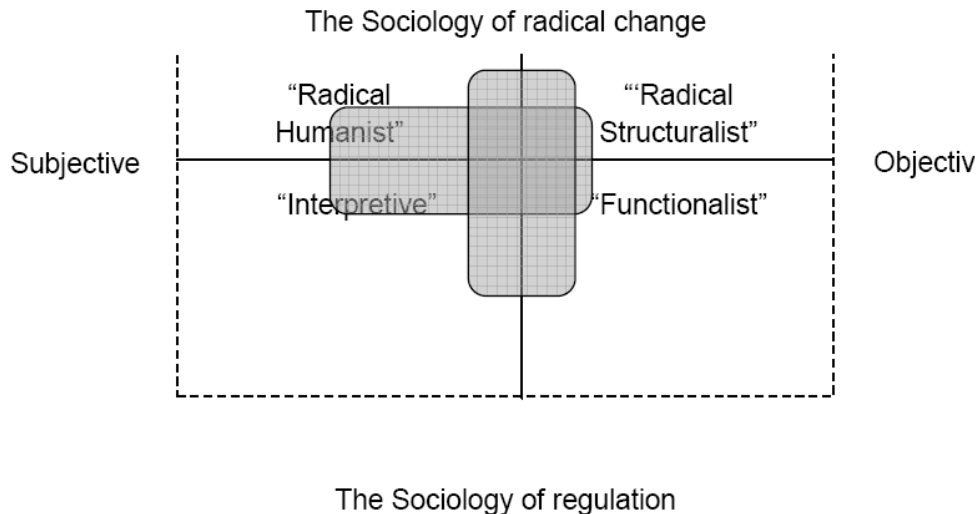 The Sociology of radical change
“Radical
Humanist”
“‘Radical
Structuralist”
Subjective
Objectiv
“Interpretive”
“Functionalist”
The Sociology of regulation